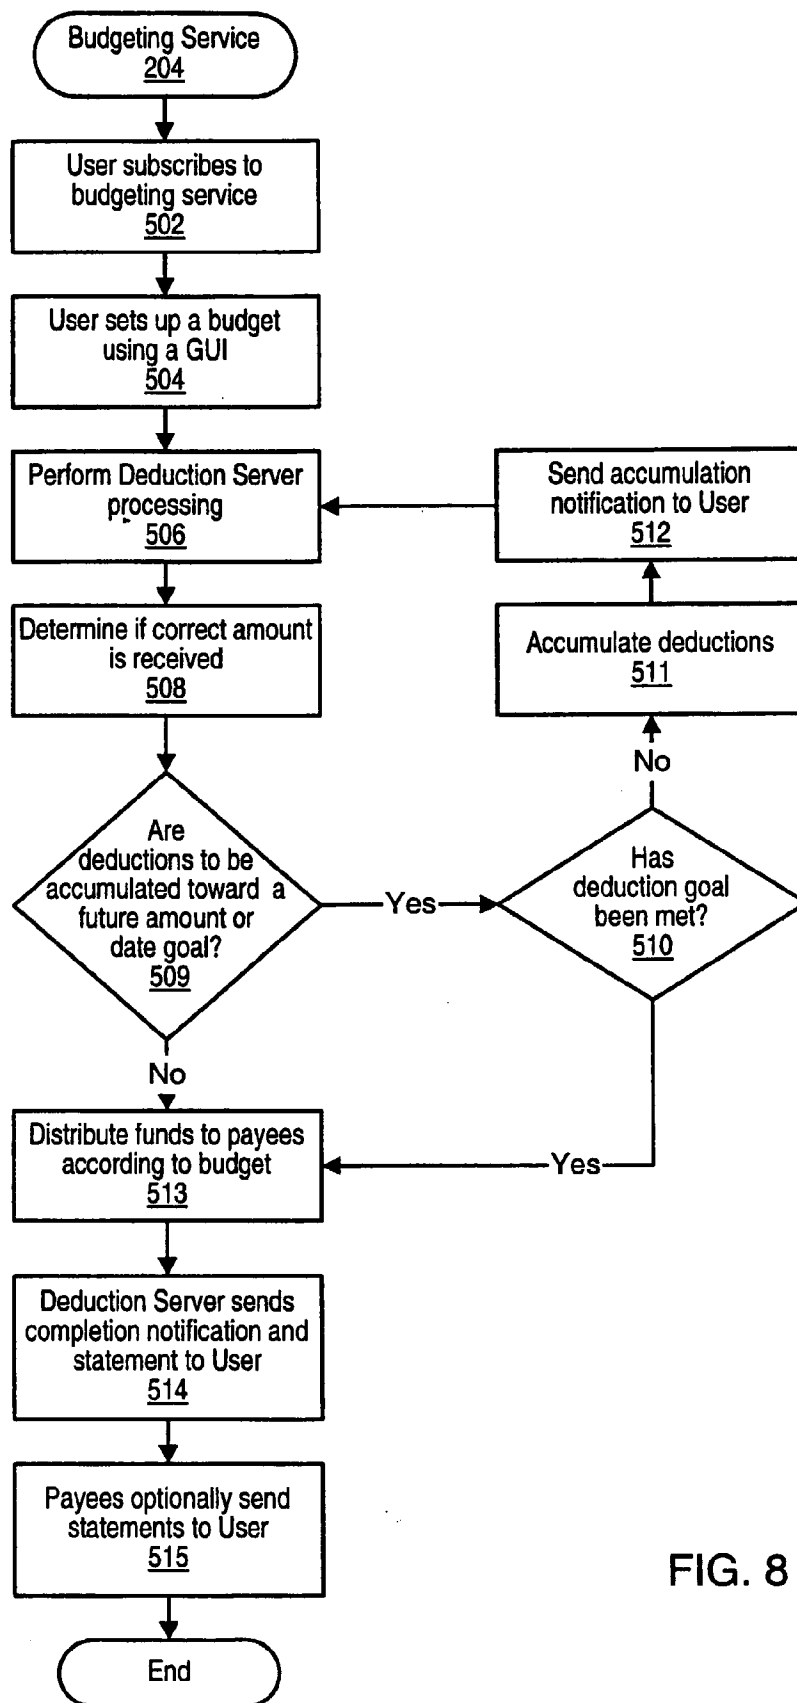 Budgeting Service
204
User subscribes to
budgeting service
502
User sets up a budget
using a GUI
504
Perform Deduction Server
processing
506
Send accumulation
notification to User
512
Determine if correct amount
is received
508
Accumulate deductions
511
No
Are
deductions to be
accumulated toward a
future amount or
date goal?
509
Yes
Has
deduction goal
been met?
510
No
Yes
Distribute funds to payees
according to budget
513
Deduction Server sends
completion notification and
statement to User
514
Payees optionally send
statements to User
515
End
FIG. 8